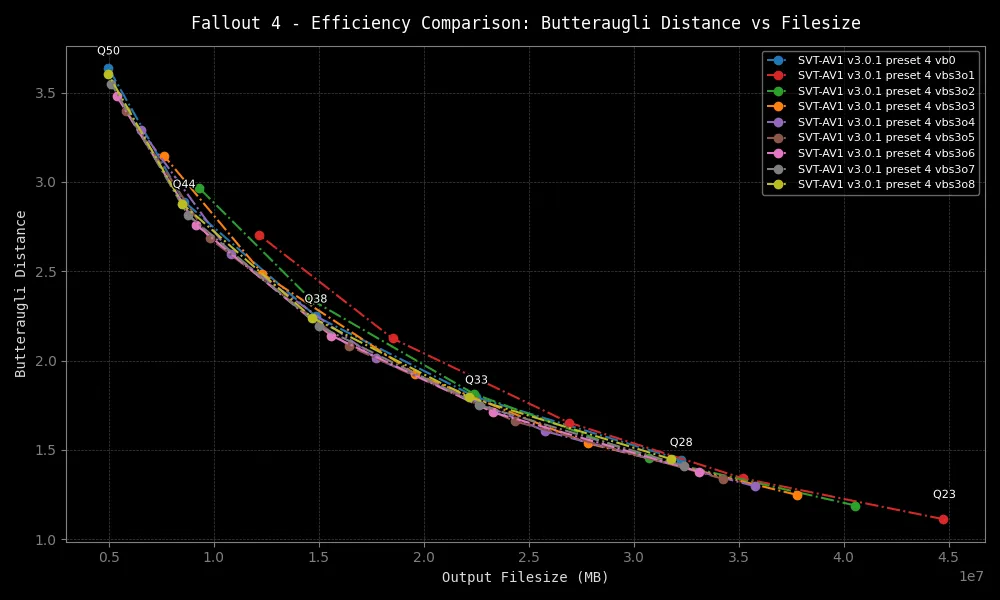 Fallout 4 - Efficiency Comparison: Butteraugli Distance vs Filesize
Q50
SVT-AV1 v3.0.1 preset 4 vb0
SVT-AV1 v3.0.1 preset 4 vbs3o1
SVT-AV1 v3.0.1 preset 4 vbs3o2
SVT-AV1 v3.0.1 preset 4 vbs3o3
SVT-AV1 v3.0.1 preset 4 vbs3o4
SVT-AV1 v3.0.1 preset 4 vbs3o5
SVT-AV1 v3.0.1 preset 4 vbs3o6
SVT-AV1 v3.0.1 preset 4 vbs3o7
SVT-AV1 v3.0.1 preset 4 vbs3o8
Q44
Q38
Q33
Q28
Q23
Butteraugli Distance
3.5
3.0
2.5
2.0
1.5
1.0
0.5 1.0 1.5 2.0 2.5 3.0 3.5 4.0 4.5
1e7
Output Filesize (MB)